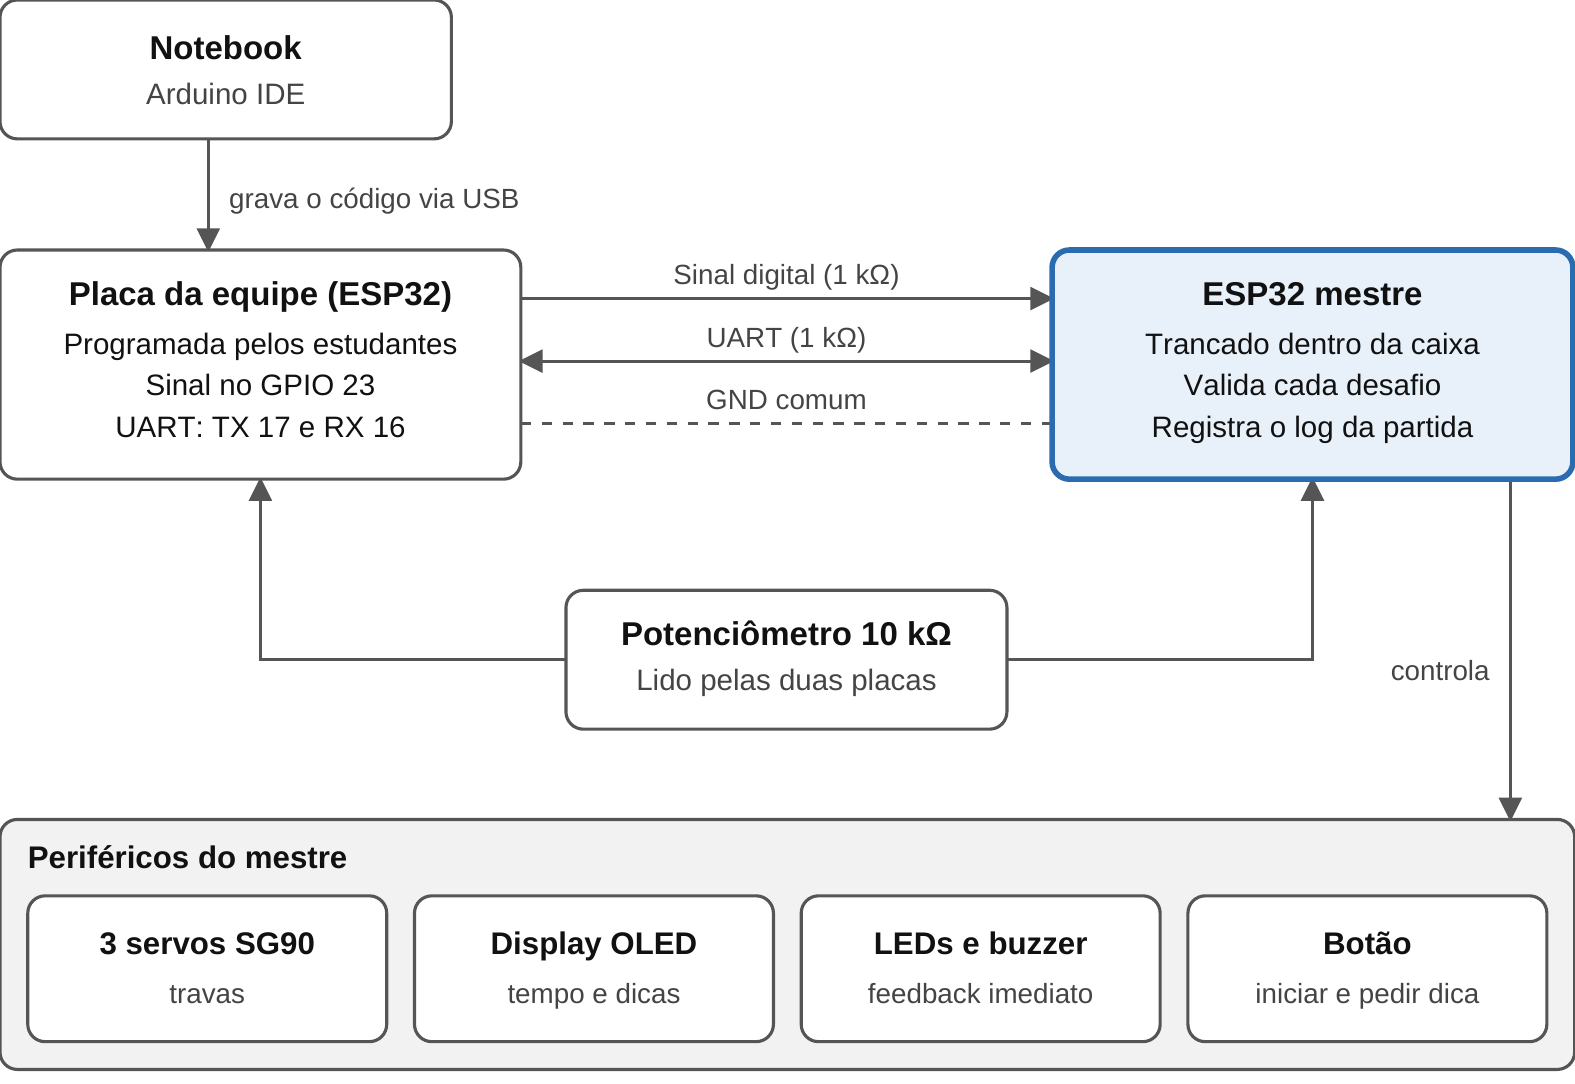 Notebook
Arduino IDE
grava o código via USB
Placa da equipe (ESP32)
Programada pelos estudantes
Sinal no GPIO 23
UART: TX 17 e RX 16
Sinal digital (1 kΩ)
UART (1 kΩ)
GND comum
ESP32 mestre
Trancado dentro da caixa
Valida cada desafio
Registra o log da partida
Potenciômetro 10 kΩ
Lido pelas duas placas
controla
Periféricos do mestre
3 servos SG90
travas
Display OLED
tempo e dicas
LEDs e buzzer
feedback imediato
Botão
iniciar e pedir dica